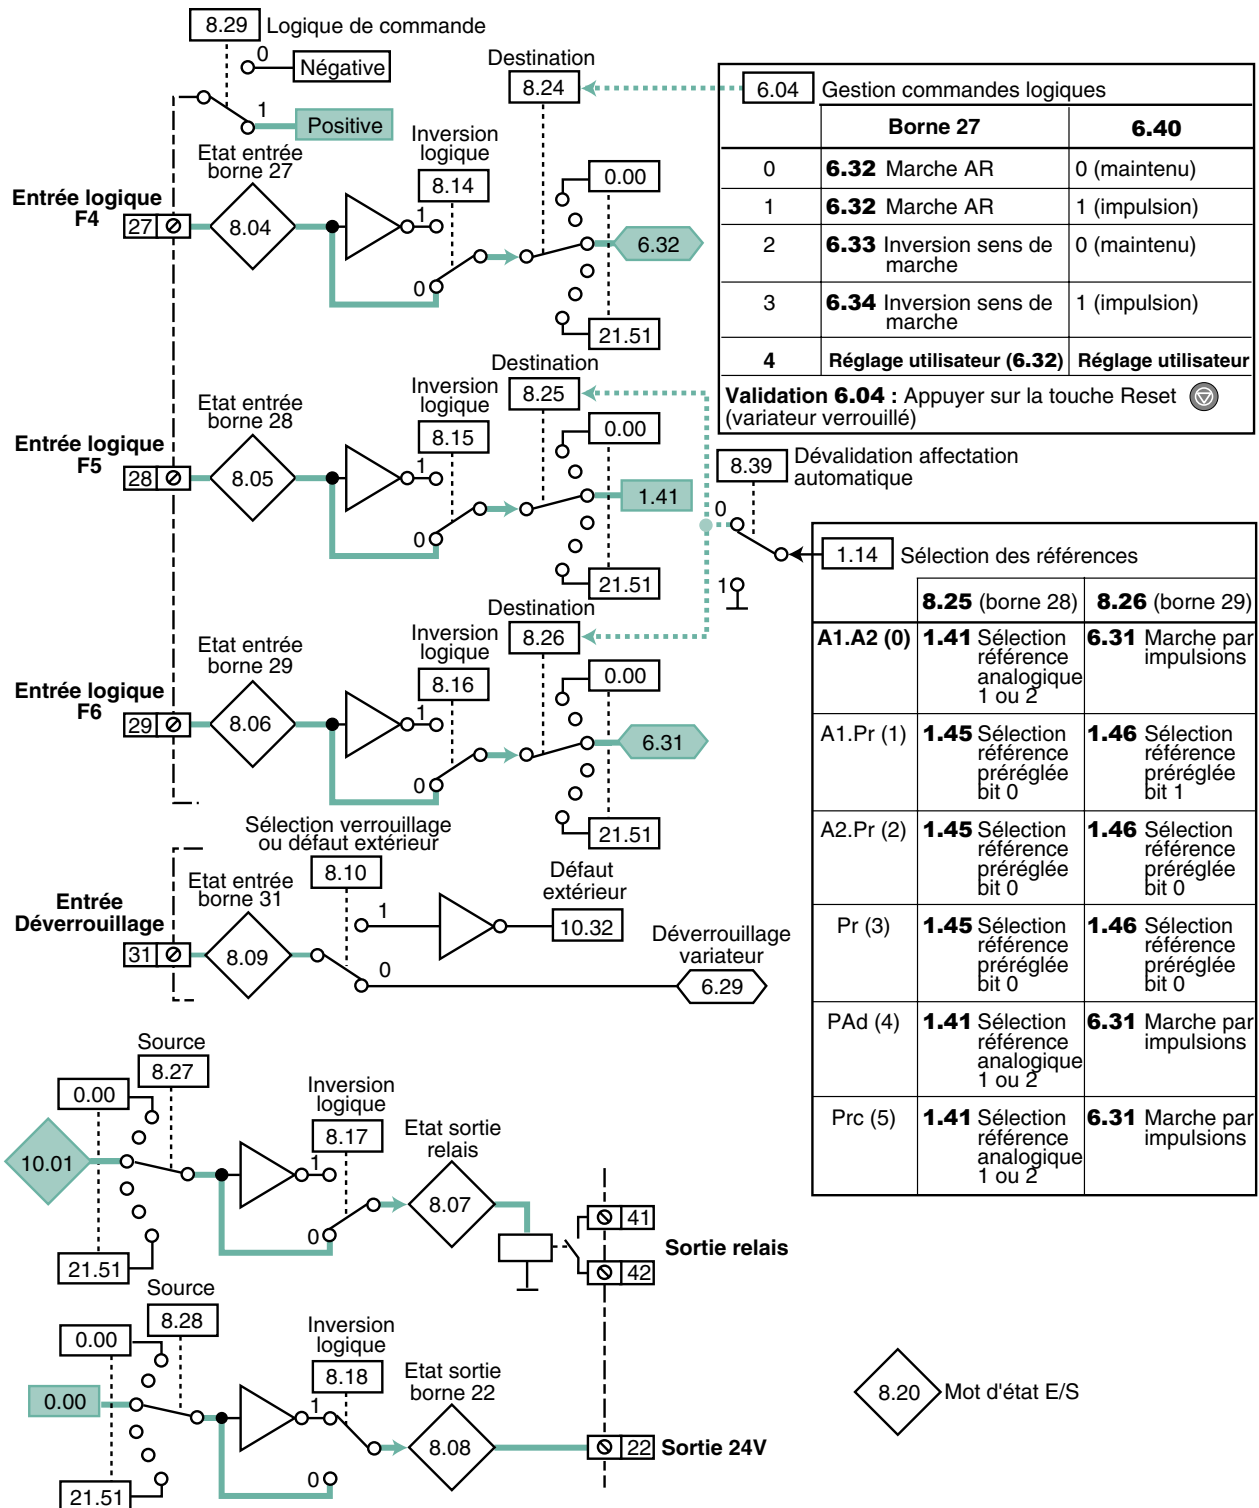 8.29 Logique de commande
0
Négative
1
Positive
Destination
8.24
6.04 Gestion commandes logiques
Borne 27 6.40
0 6.32 Marche AR 0 (maintenu)
1 6.32 Marche AR 1 (impulsion)
2 6.33 Inversion sens de 0 (maintenu)
marche
3 6.34 Inversion sens de 1 (impulsion)
marche
4 Réglage utilisateur (6.32) Réglage utilisateur
Validation 6.04 : Appuyer sur la touche Reset
(variateur verrouillé)
Etat entrée
borne 27
Inversion
logique
8.14
0.00
Entrée logique
F4
27
8.04
1
6.32
0
21.51
Destination
8.25
Etat entrée
borne 28
Inversion
logique
8.15
0.00
Entrée logique
F5
28
8.05
1
1.41
0
21.51
8.39 Dévalidation affectation
automatique
0
1
Destination
8.26
Etat entrée
borne 29
Inversion
logique
8.16
0.00
Entrée logique
F6
29
8.06
1
6.31
0
21.51
1.14 Sélection des références
8.25 (borne 28) 8.26 (borne 29)
A1.A2 (0) 1.41 Sélection 6.31 Marche par
référence impulsions
analogique
1 ou 2
A1.Pr (1) 1.45 Sélection 1.46 Sélection
référence référence
préréglée préréglée
bit 0 bit 1
A2.Pr (2) 1.45 Sélection 1.46 Sélection
référence référence
préréglée préréglée
bit 0 bit 0
Pr (3) 1.45 Sélection 1.46 Sélection
référence référence
préréglée préréglée
bit 0 bit 0
PAd (4) 1.41 Sélection 6.31 Marche par
référence impulsions
analogique
1 ou 2
Prc (5) 1.41 Sélection 6.31 Marche par
référence impulsions
analogique
1 ou 2
Sélection verrouillage
ou défaut extérieur
8.10
Etat entrée
borne 31
Entrée
Déverrouillage
31
8.09
1
0
Défaut
extérieur
10.32
Déverrouillage
variateur
6.29
Source
8.27
0.00
10.01
21.51
Inversion
logique
8.17
1
0
Etat sortie
relais
8.07
41
Sortie relais
42
Source
8.28
0.00
0.00
21.51
Inversion
logique
8.18
1
0
Etat sortie
borne 22
8.08
22 Sortie 24V
8.20 Mot d'état E/S